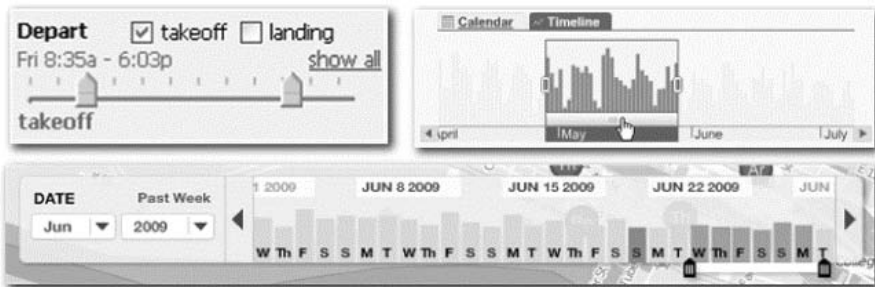 Depart takeoff landing
Fri 8:35a - 6:03p show all
takeoff
Calendar Timeline
pril May June July
DATE Past Week
Jun 2009
1 2009 JUN 8 2009 JUN 15 2009 JUN 22 2009 JUN
W Th F S S M T W Th F S S M T W Th F S S M T W Th F S S M T